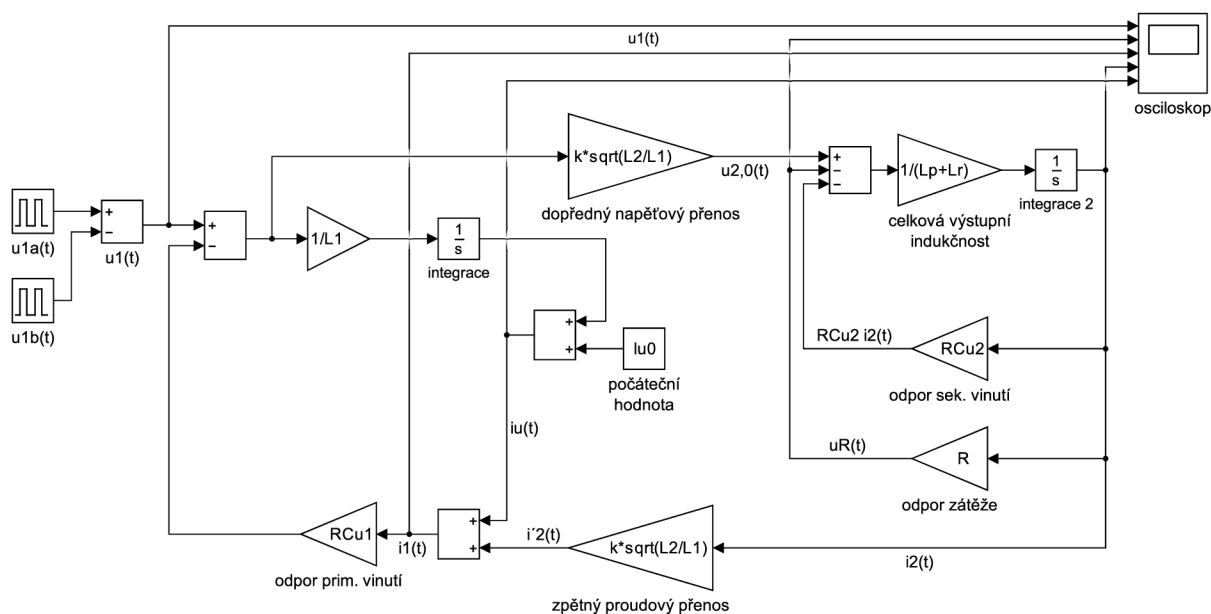 u1(t)
osciloskop
k*sqrt(L2/L1)
u2,0(t)
dopředný napěťový přenos
+
−
−
1/(Lp+Lr)
celková výstupní
indukčnost
1
s
integrace 2
u1a(t)
u1b(t)
+
−
u1(t)
+
−
1/L1
1
s
integrace
+
+
Iu0
počáteční
hodnota
iu(t)
RCu2 i2(t)
RCu2
odpor sek. vinutí
uR(t)
R
odpor zátěže
RCu1
odpor prim. vinutí
i1(t)
+
+
i´2(t)
k*sqrt(L2/L1)
zpětný proudový přenos
i2(t)